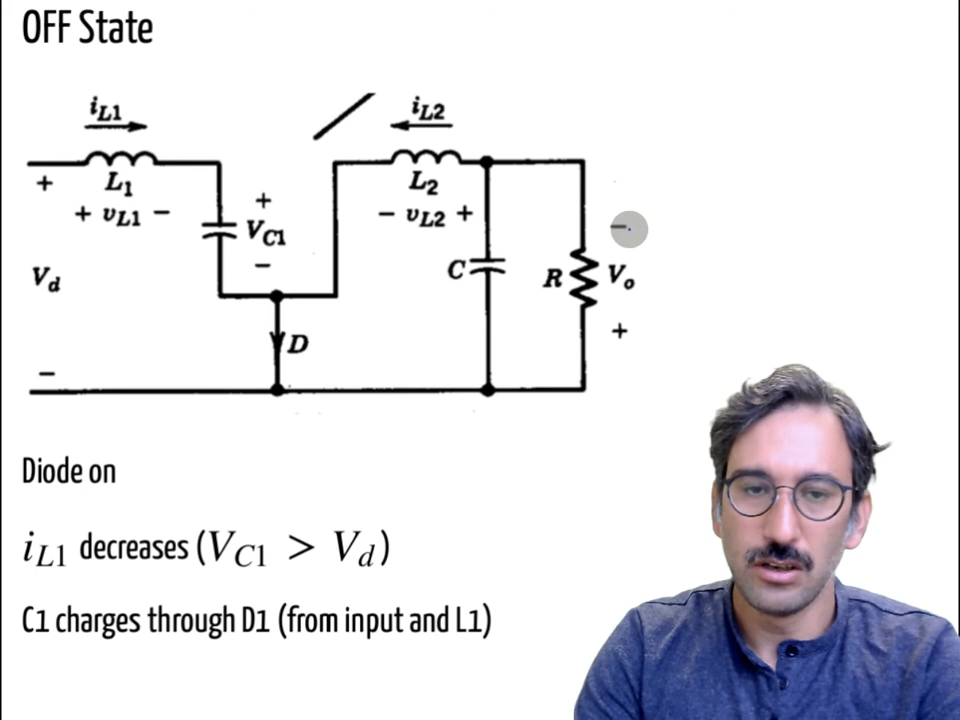 OFF State
iL1
iL2
+ L1
L2
+ vL1 −
+
VC1
−
− vL2 +
−
Vd
C
R
Vo
+
D
−
Diode on
iL1 decreases (VC1 > Vd)
C1 charges through D1 (from input and L1)